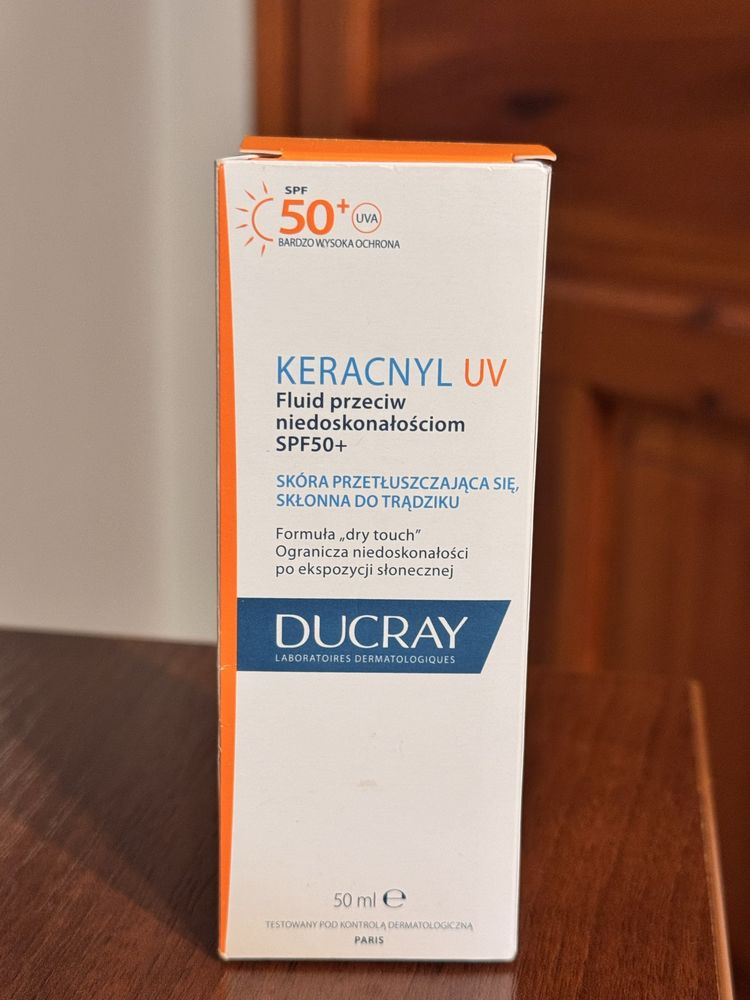 SPF
50+ UVA
BARDZO WYSOKA OCHRONA
KERACNYL UV
Fluid przeciw
niedoskonałościom
SPF50+
SKÓRA PRZETŁUSZCZAJĄCA SIĘ,
SKŁONNA DO TRĄDZIKU
Formuła „dry touch”
Ogranicza niedoskonałości
po ekspozycji słonecznej
DUCRAY
LABORATOIRES DERMATOLOGIQUES
50 ml ℮
TESTOWANY POD KONTROLĄ DERMATOLOGICZNĄ
PARIS